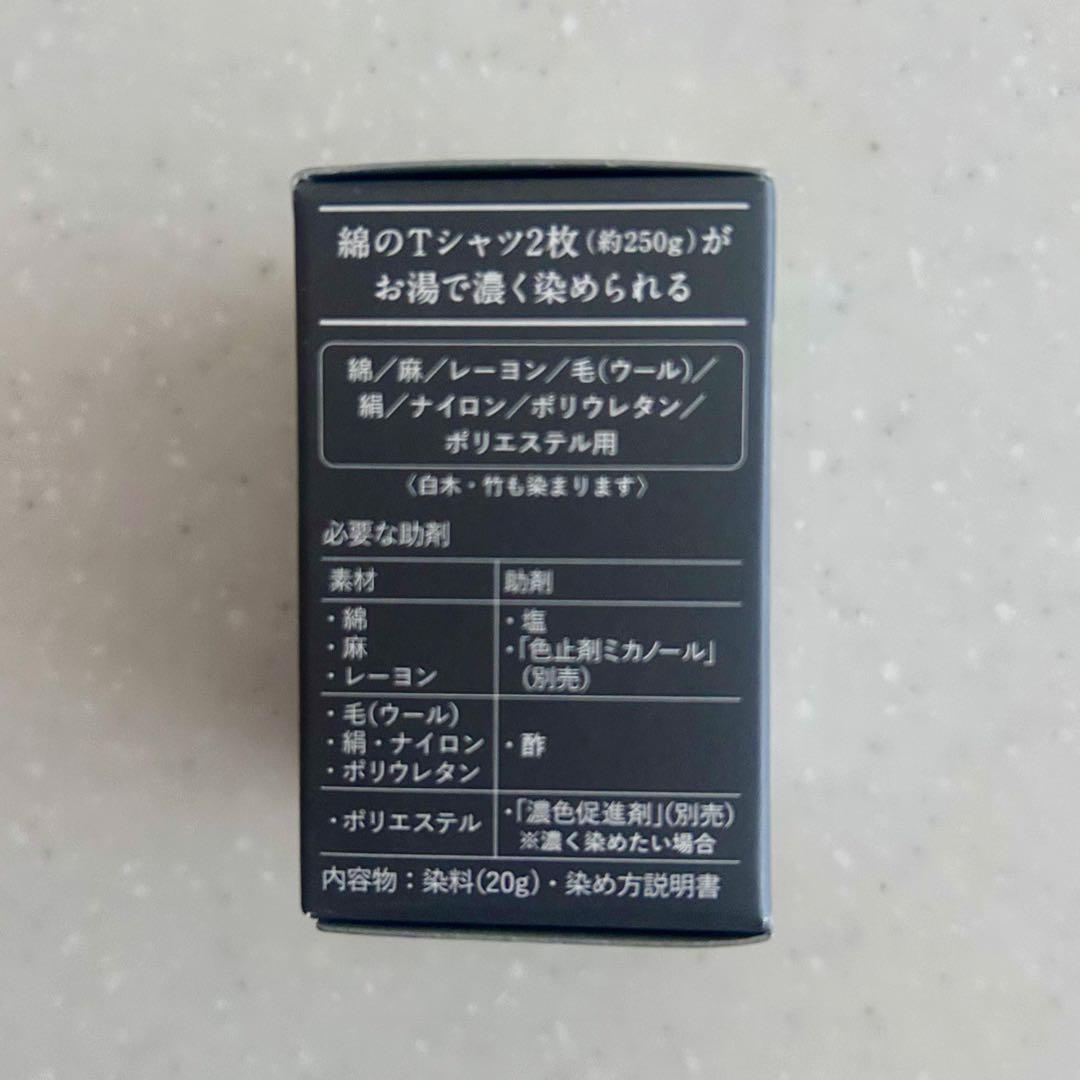 綿のTシャツ2枚(約250g)が
お湯で濃く染められる
綿／麻／レーヨン／毛(ウール)／
絹／ナイロン／ポリウレタン／
ポリエステル用
〈白木・竹も染まります〉
必要な助剤
素材 助剤
・綿
・麻
・レーヨン
・塩
・「色止剤ミカノール」
(別売)
・毛(ウール)
・絹・ナイロン
・ポリウレタン
・酢
・ポリエステル
・「濃色促進剤」(別売)
※濃く染めたい場合
内容物：染料(20g)・染め方説明書